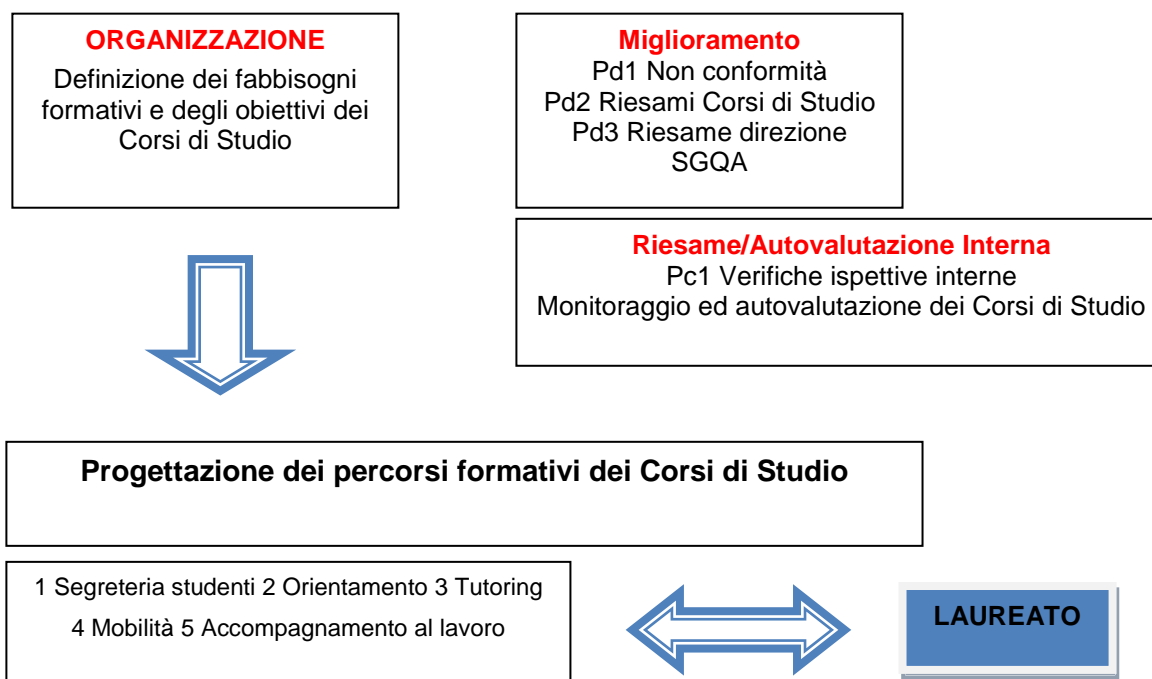 ORGANIZZAZIONE
Definizione dei fabbisogni
formativi e degli obiettivi dei
Corsi di Studio
Miglioramento
Pd1 Non conformità
Pd2 Riesami Corsi di Studio
Pd3 Riesame direzione
SGQA
Riesame/Autovalutazione Interna
Pc1 Verifiche ispettive interne
Monitoraggio ed autovalutazione dei Corsi di Studio
Progettazione dei percorsi formativi dei Corsi di Studio
1 Segreteria studenti 2 Orientamento 3 Tutoring
4 Mobilità 5 Accompagnamento al lavoro
LAUREATO